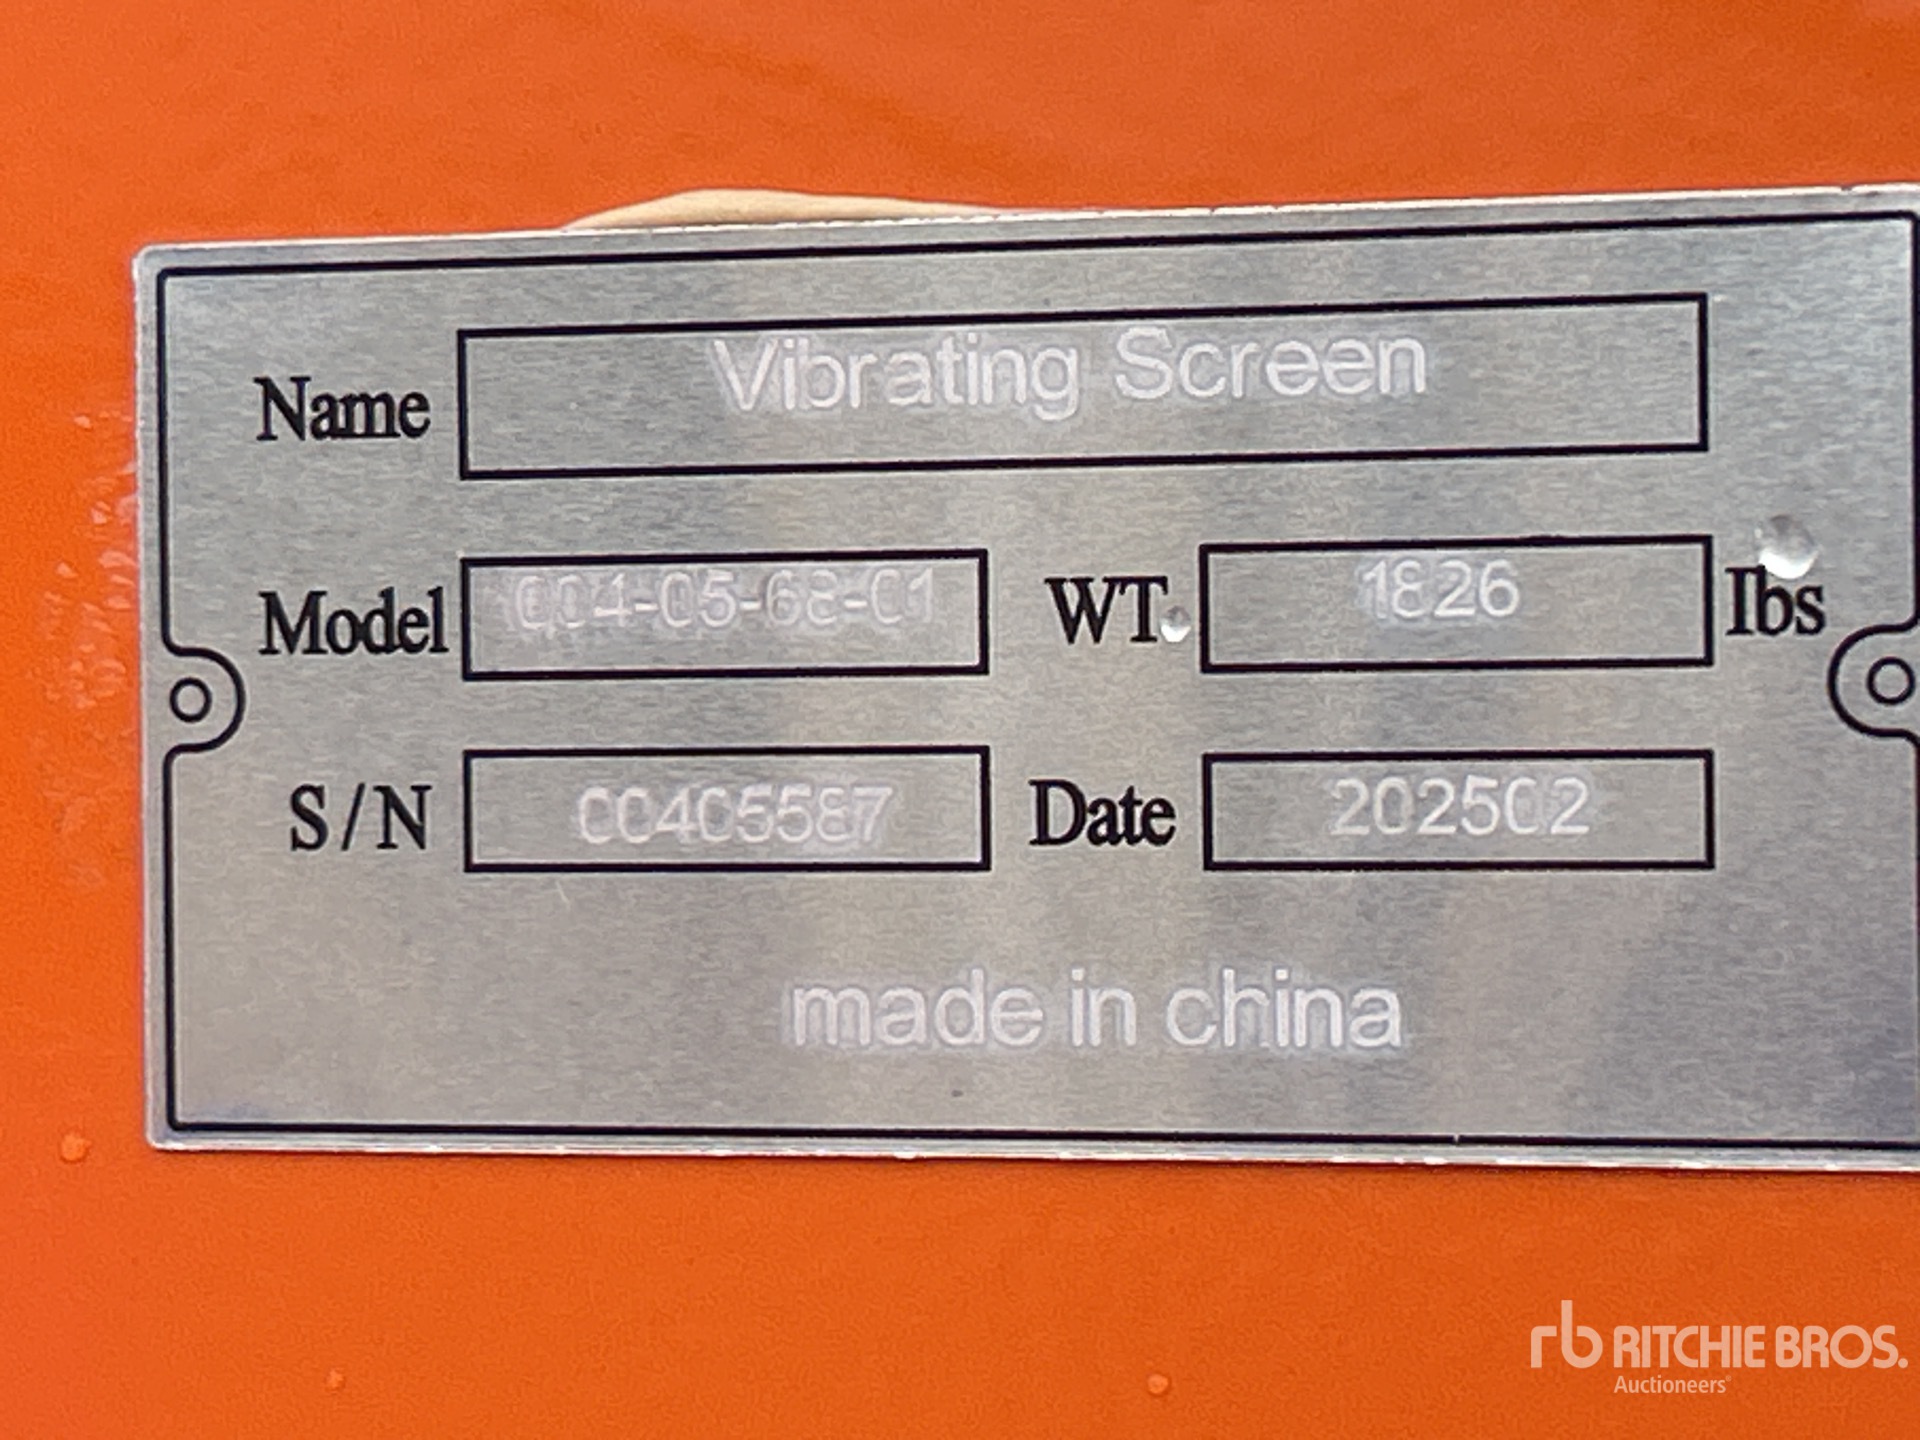 Name Vibrating Screen
Model 004-05-68-01 WT. 1826 lbs
S/N 00405587 Date 202502
made in china
rb RITCHIE BROS.
Auctioneers